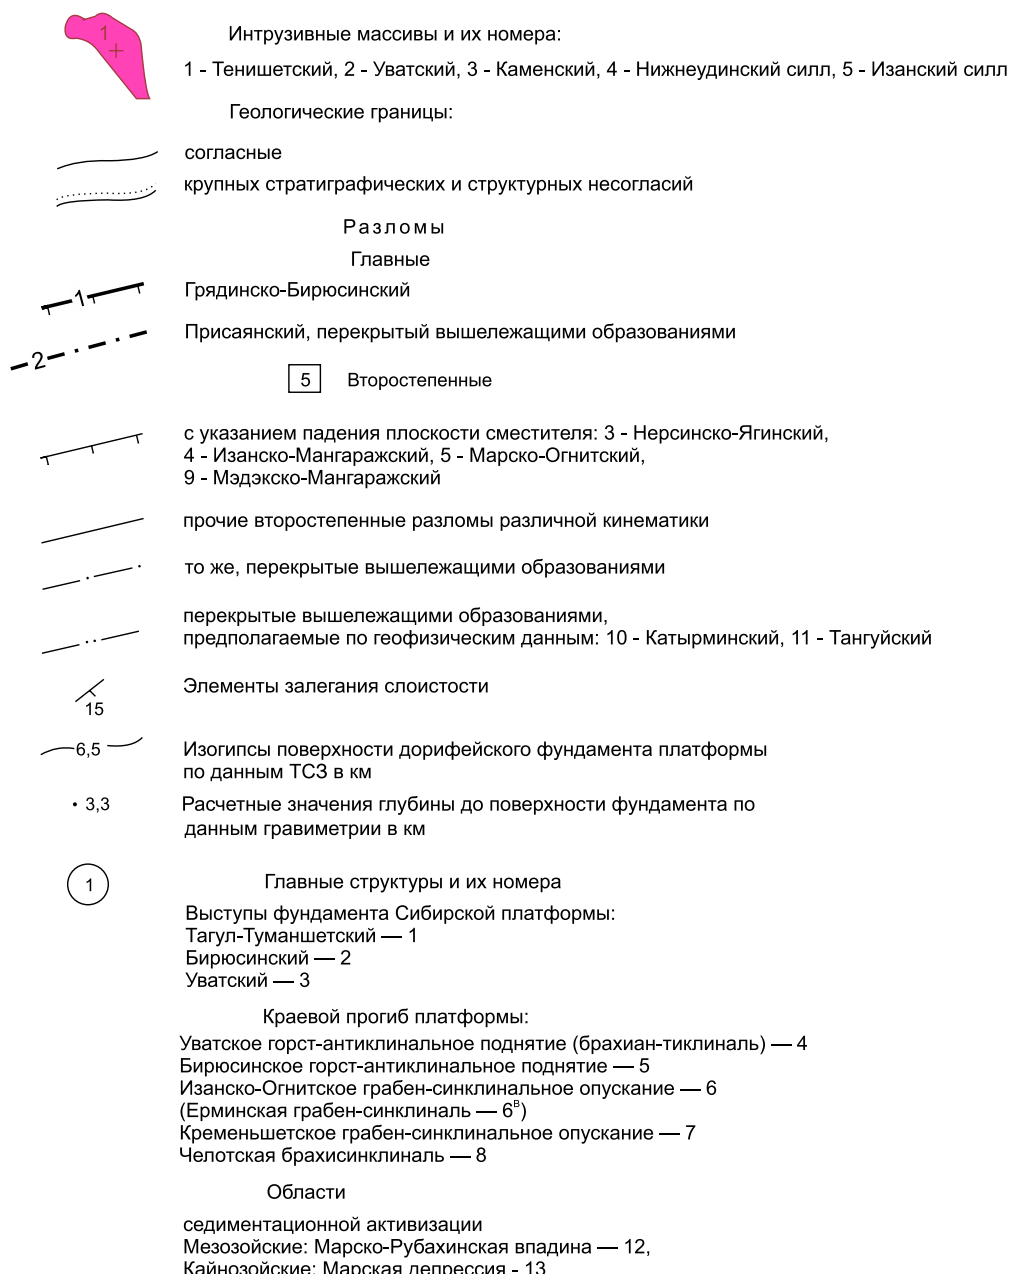 1
Интрузивные массивы и их номера:
1 - Тенишетский, 2 - Уватский, 3 - Каменский, 4 - Нижнеудинский силл, 5 - Изанский силл
Геологические границы:
согласные
крупных стратиграфических и структурных несогласий
Разломы
Главные
1 Грядинско-Бирюсинский
2 Присаянский, перекрытый вышележащими образованиями
5 Второстепенные
с указанием падения плоскости сместителя: 3 - Нерсинско-Ягинский,
4 - Изанско-Мангаражский, 5 - Марско-Огнитский,
9 - Мэдэкско-Мангаражский
прочие второстепенные разломы различной кинематики
то же, перекрытые вышележащими образованиями
перекрытые вышележащими образованиями,
предполагаемые по геофизическим данным: 10 - Катырминский, 11 - Тангуйский
Элементы залегания слоистости
15
6,5 Изогипсы поверхности дорифейского фундамента платформы
по данным ТСЗ в км
3,3 Расчетные значения глубины до поверхности фундамента по
данным гравиметрии в км
1 Главные структуры и их номера
Выступы фундамента Сибирской платформы:
Тагул-Туманшетский — 1
Бирюсинский — 2
Уватский — 3
Краевой прогиб платформы:
Уватское горст-антиклинальное поднятие (брахиан-тиклиналь) — 4
Бирюсинское горст-антиклинальное поднятие — 5
Изанско-Огнитское грабен-синклинальное опускание — 6
(Ерминская грабен-синклиналь — 6ᴮ)
Кременьшетское грабен-синклинальное опускание — 7
Челотская брахисинклиналь — 8
Области
седиментационной активизации
Мезозойские: Марско-Рубахинская впадина — 12,
Кайнозойские: Марская депрессия - 13